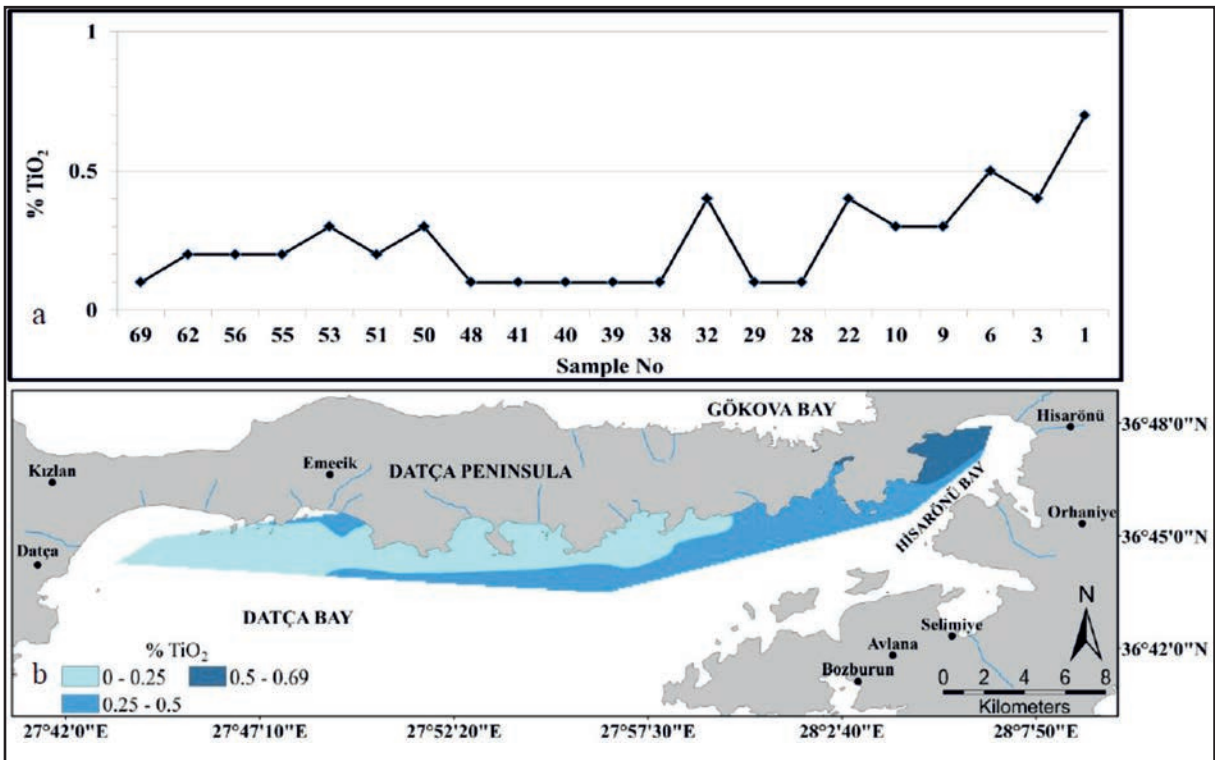 1
% TiO₂
0.5
0
a
69 62 56 55 53 51 50 48 41 40 39 38 32 29 28 22 10 9 6 3 1
Sample No
GÖKOVA BAY
Hisarönü
36°48'0"N
Kızlan
Emecik
DATÇA PENINSULA
HİSARÖNÜ BAY
Orhaniye
36°45'0"N
Datça
DATÇA BAY
N
Selimiye
Avlana
36°42'0"N
Bozburun
% TiO₂
b
0 - 0.25
0.5 - 0.69
0.25 - 0.5
0 1 2 4 6 8
Kilometers
27°42'0"E 27°47'10"E 27°52'20"E 27°57'30"E 28°2'40"E 28°7'50"E